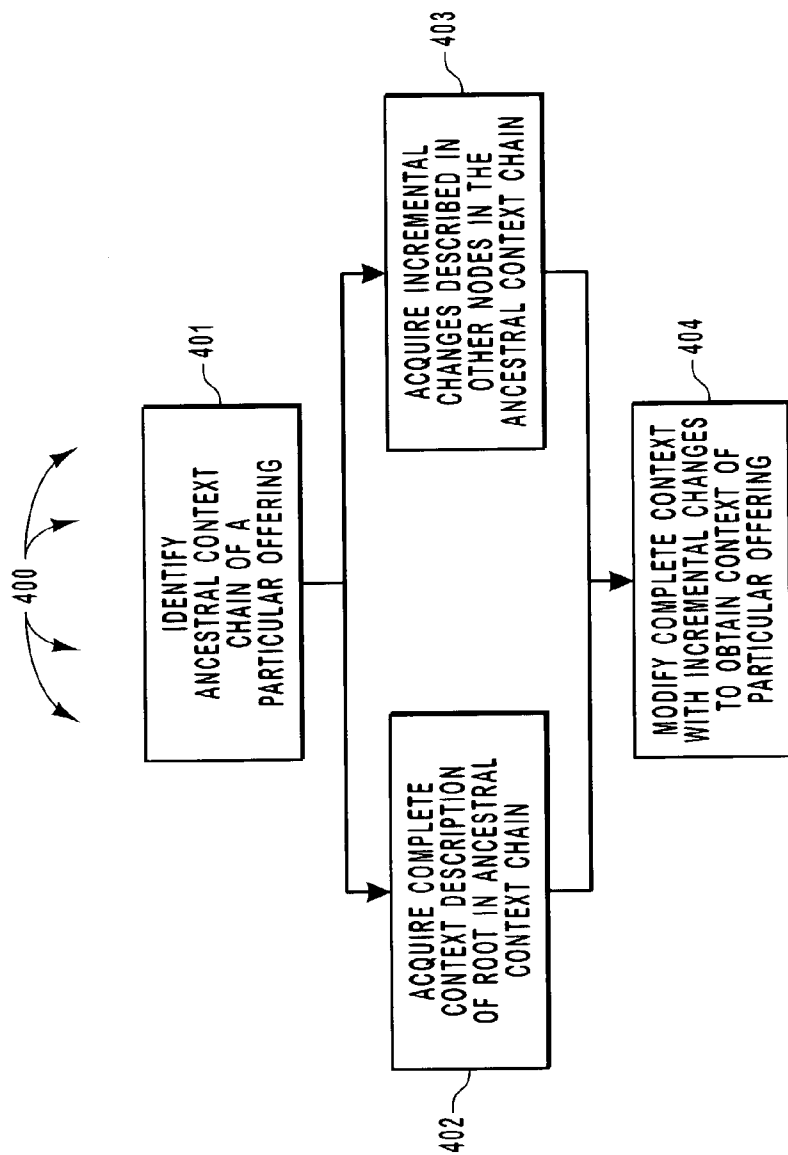 400
401
IDENTIFY
ANCESTRAL CONTEXT
CHAIN OF A
PARTICULAR OFFERING
402
ACQUIRE COMPLETE
CONTEXT DESCRIPTION
OF ROOT IN ANCESTRAL
CONTEXT CHAIN
403
ACQUIRE INCREMENTAL
CHANGES DESCRIBED IN
OTHER NODES IN THE
ANCESTRAL CONTEXT CHAIN
404
MODIFY COMPLETE CONTEXT
WITH INCREMENTAL CHANGES
TO OBTAIN CONTEXT OF
PARTICULAR OFFERING